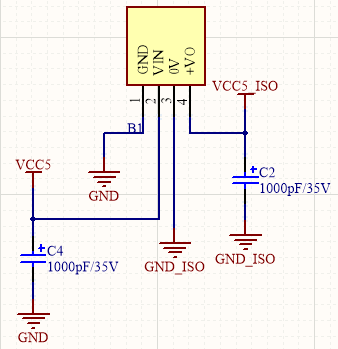 GND
VIN
0V
+VO
1
2
3
4
B1
VCC5_ISO
C2
1000pF/35V
GND
VCC5
GND_ISO
GND_ISO
C4
1000pF/35V
GND